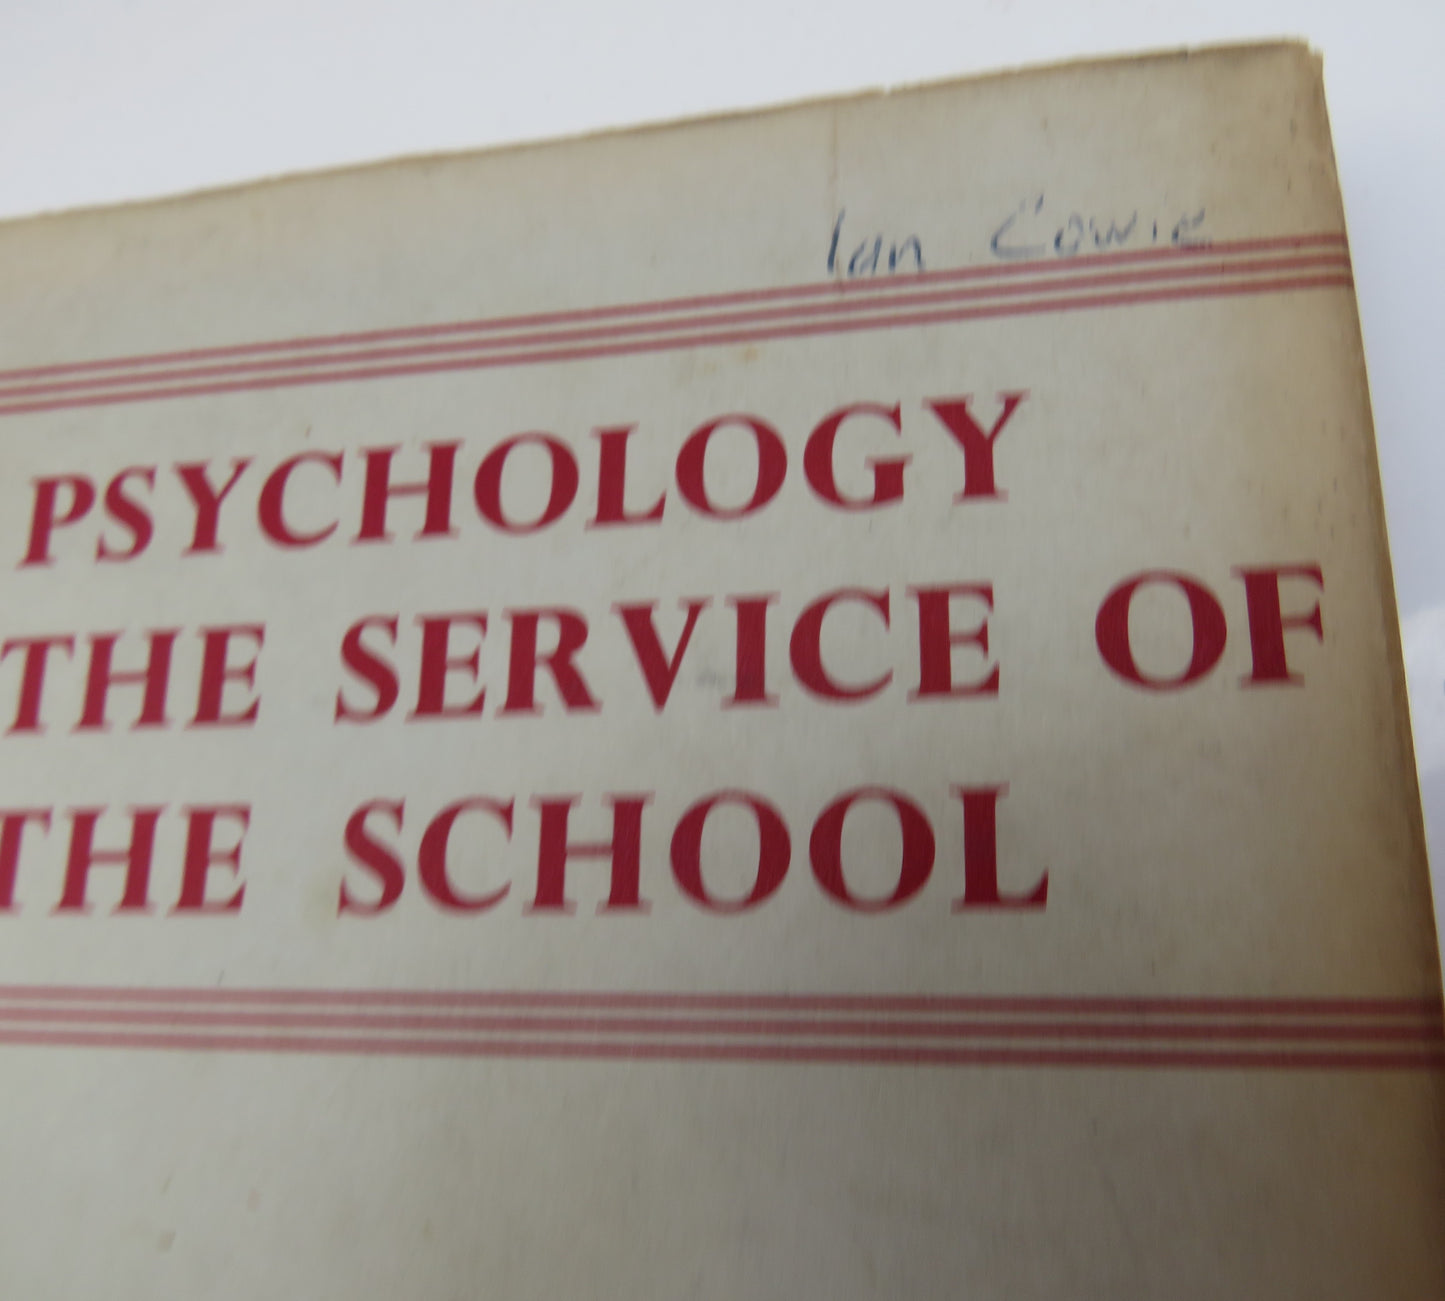 Ian Cowie
PSYCHOLOGY
THE SERVICE OF
THE SCHOOL